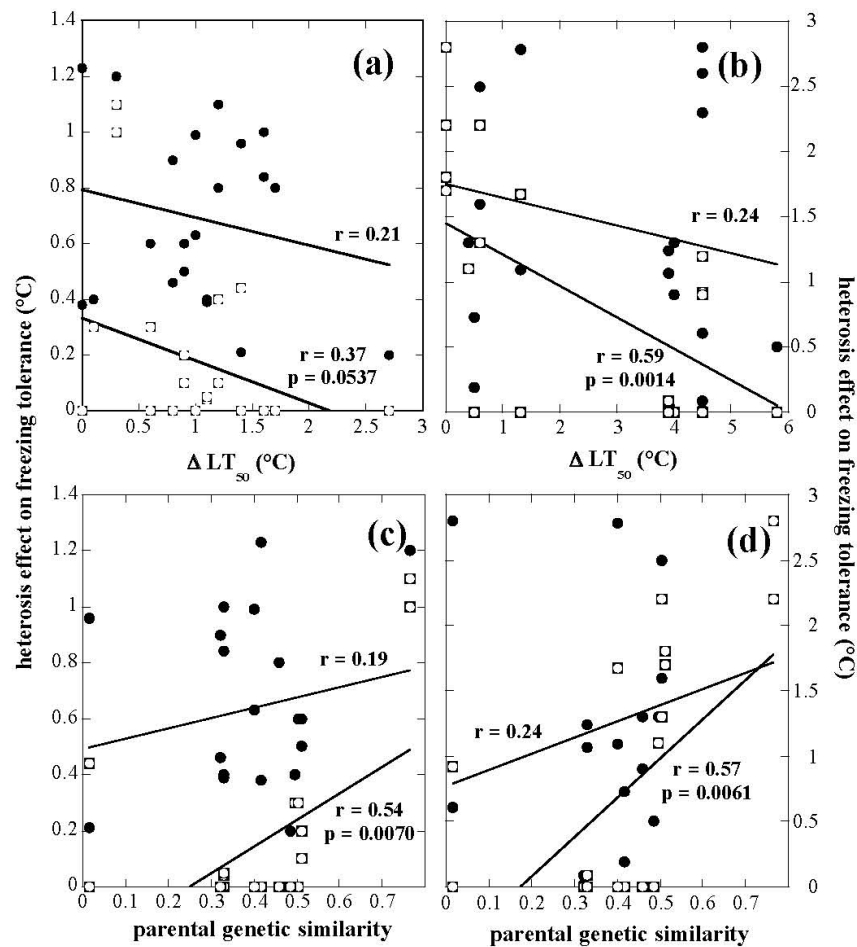 heterosis effect on freezing tolerance (°C)
1.4
1.2
1
0.8
0.6
0.4
0.2
0
(a)
r = 0.21
r = 0.37
p = 0.0537
0 0.5 1 1.5 2 2.5 3
Δ LT50 (°C)
(b)
r = 0.24
r = 0.59
p = 0.0014
3
2.5
2
1.5
1
0.5
0
0 1 2 3 4 5 6
Δ LT50 (°C)
heterosis effect on freezing tolerance (°C)
1.4
1.2
1
0.8
0.6
0.4
0.2
0
(c)
r = 0.19
r = 0.54
p = 0.0070
0 0.1 0.2 0.3 0.4 0.5 0.6 0.7
parental genetic similarity
(d)
r = 0.24
r = 0.57
p = 0.0061
3
2.5
2
1.5
1
0.5
0
0 0.1 0.2 0.3 0.4 0.5 0.6 0.7
parental genetic similarity